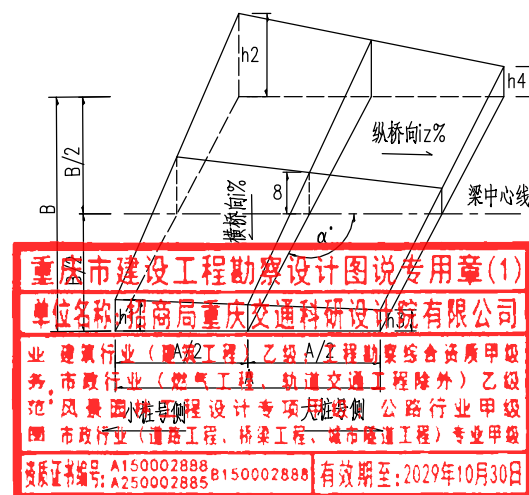 h2
h4
纵桥向iz%
B/2
B
8
横桥向i%
梁中心线
α°
B/2
重庆市建设工程勘察设计图说专用章(1)
单位名称:招商局重庆交通科研设计院有限公司
h1
h3
A/2
A/2
业 建筑行业（建筑工程）乙级 工程勘察综合资质甲级
务 市政行业（燃气工程、轨道交通工程除外）乙级
范 风景园林工程设计专项甲级 公路行业甲级
围 市政行业（道路工程、桥梁工程、城市隧道工程）专业甲级
小桩号侧
大桩号侧
资质证书编号: A150002888 B150002888
A250002885
有效期至:2029年10月30日